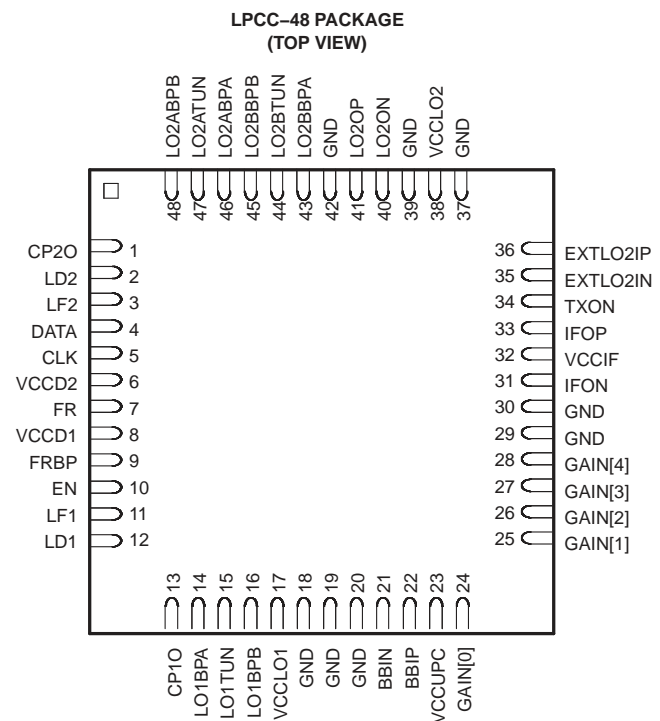 LPCC–48 PACKAGE
(TOP VIEW)
LO2ABPB
LO2ATUN
LO2ABPA
LO2BBPB
LO2BTUN
LO2BBPA
GND
LO2OP
LO2ON
GND
VCCLO2
GND
48 47 46 45 44 43 42 41 40 39 38 37
CP2O 1
LD2 2
LF2 3
DATA 4
CLK 5
VCCD2 6
FR 7
VCCD1 8
FRBP 9
EN 10
LF1 11
LD1 12
36 EXTLO2IP
35 EXTLO2IN
34 TXON
33 IFOP
32 VCCIF
31 IFON
30 GND
29 GND
28 GAIN[4]
27 GAIN[3]
26 GAIN[2]
25 GAIN[1]
13 14 15 16 17 18 19 20 21 22 23 24
CP1O
LO1BPA
LO1TUN
LO1BPB
VCCLO1
GND
GND
GND
BBIN
BBIP
VCCUPC
GAIN[0]